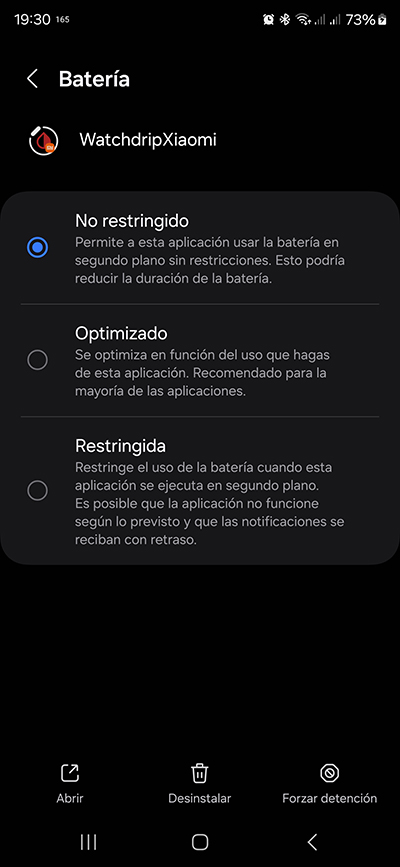 19:30 165 73%
Batería
WatchdripXiaomi
No restringido
Permite a esta aplicación usar la batería en
segundo plano sin restricciones. Esto podría
reducir la duración de la batería.
Optimizado
Se optimiza en función del uso que hagas
de esta aplicación. Recomendado para la
mayoría de las aplicaciones.
Restringida
Restringe el uso de la batería cuando esta
aplicación se ejecuta en segundo plano.
Es posible que la aplicación no funcione
según lo previsto y que las notificaciones se
reciban con retraso.
Abrir Desinstalar Forzar detención